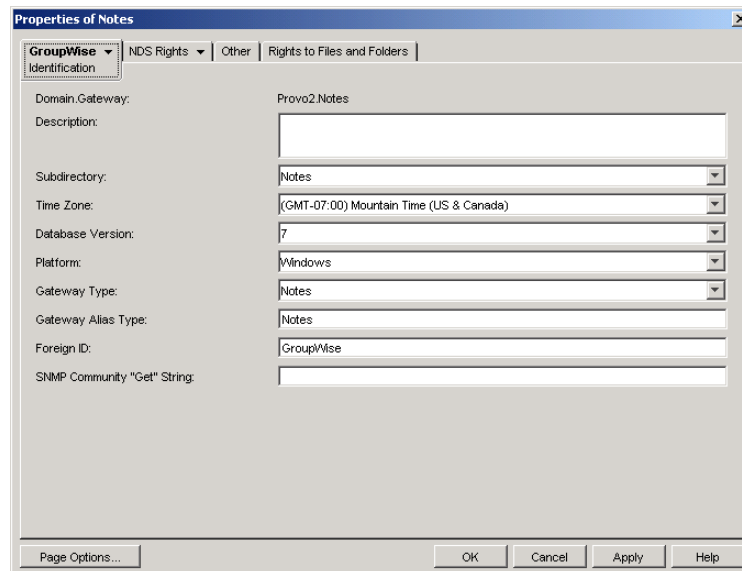 Properties of Notes
GroupWise NDS Rights Other Rights to Files and Folders
Identification
Domain.Gateway: Provo2.Notes
Description:
Subdirectory: Notes
Time Zone: (GMT-07:00) Mountain Time (US & Canada)
Database Version: 7
Platform: Windows
Gateway Type: Notes
Gateway Alias Type: Notes
Foreign ID: GroupWise
SNMP Community "Get" String:
Page Options... OK Cancel Apply Help